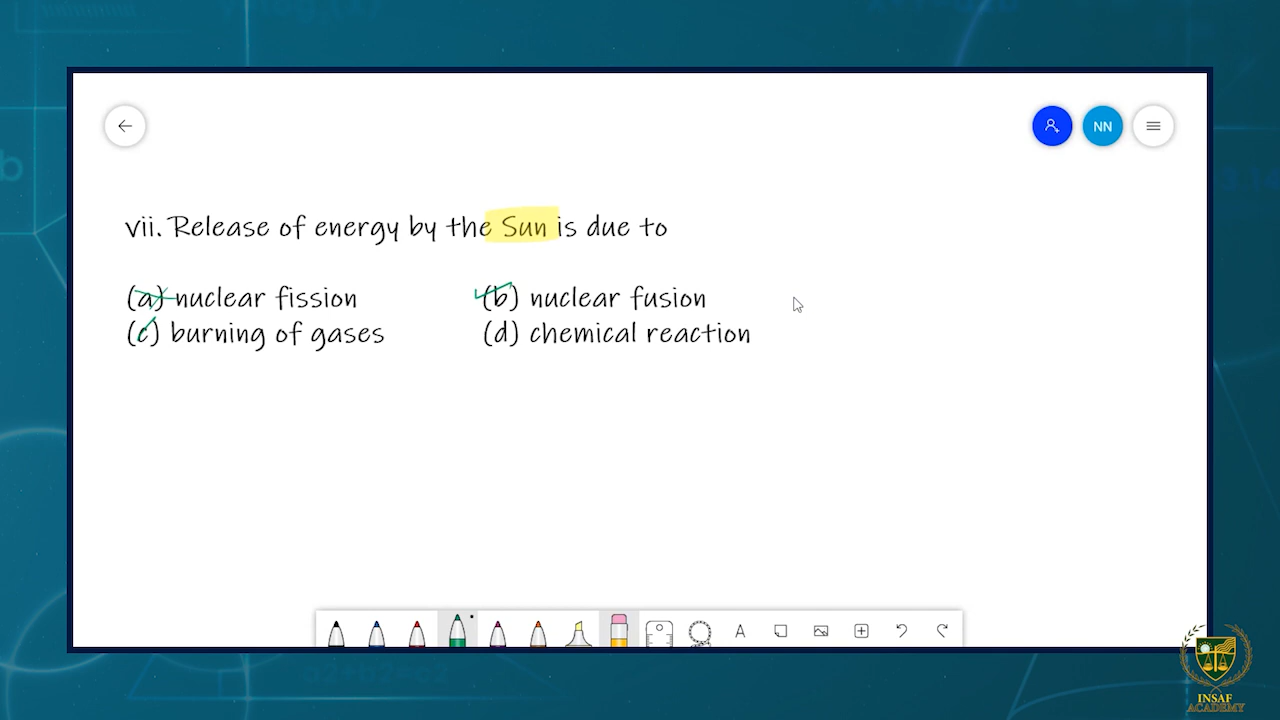 NN
vii. Release of energy by the Sun is due to
(a) nuclear fission (b) nuclear fusion
(c) burning of gases (d) chemical reaction
A
INSAF
ACADEMY